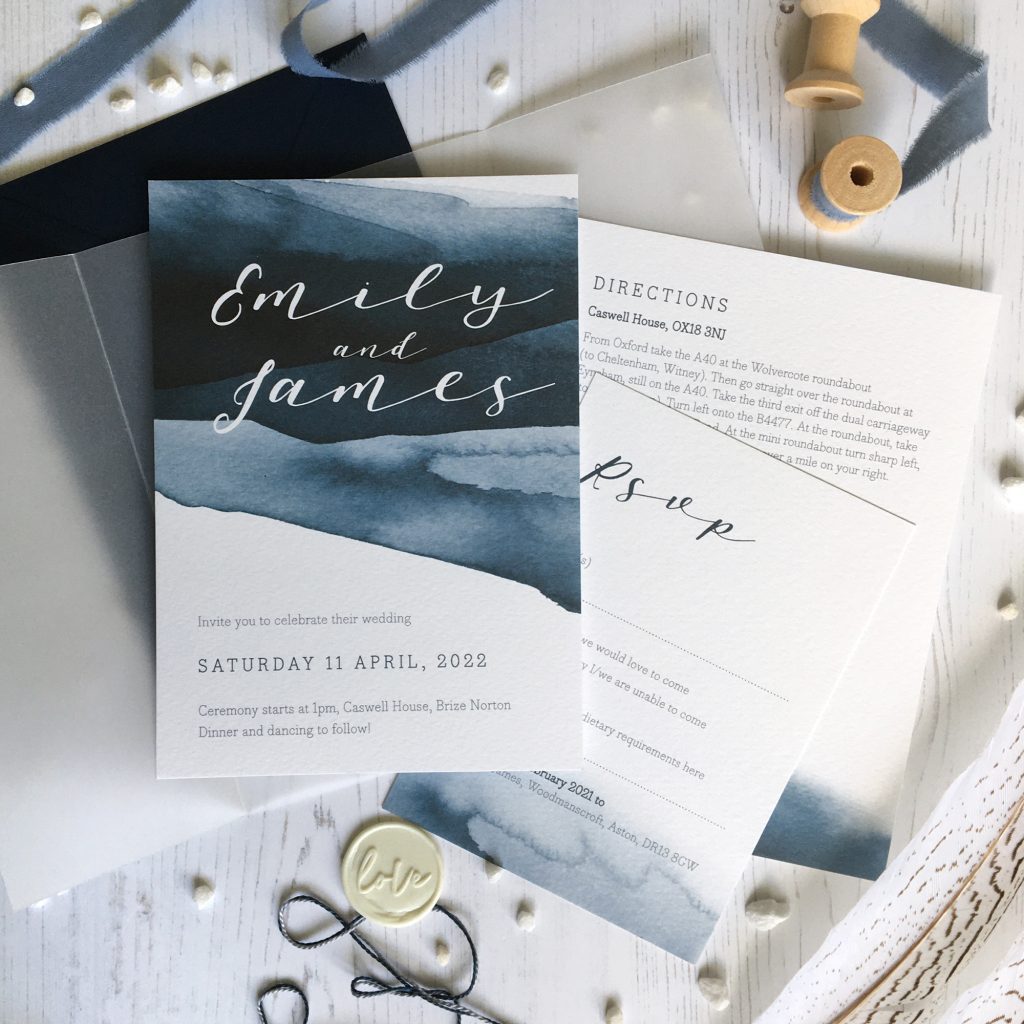 Emily
and
James
Invite you to celebrate their wedding
SATURDAY 11 APRIL, 2022
Ceremony starts at 1pm, Caswell House, Brize Norton
Dinner and dancing to follow!
DIRECTIONS
Caswell House, OX18 3NJ
From Oxford take the A40 at the Wolvercote roundabout
(to Cheltenham, Witney). Then go straight over the roundabout at
Eynsham, still on the A40. Take the third exit off the dual carriageway
). Turn left onto the B4477. At the roundabout, take
At the mini roundabout turn sharp left,
over a mile on your right.
Rsvp
(s)
we would love to come
I/we are unable to come
dietary requirements here
February 2021 to
Woodmanscroft, Aston, DR13 8GW
love